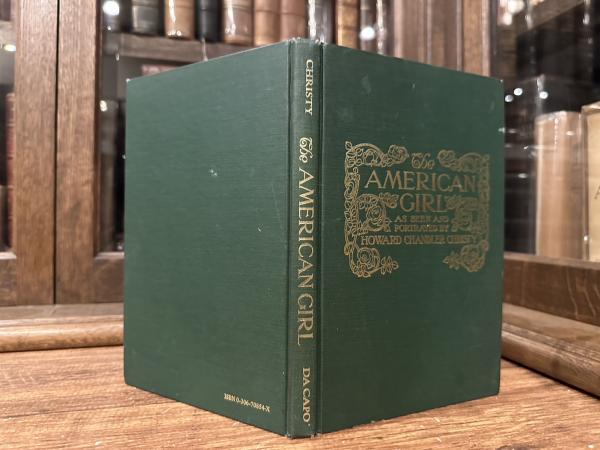 ISBN 0-306-70654-X
CHRISTY
The AMERICAN GIRL
DA CAPO
The
AMERICAN
GIRL
AS SEEN AND
PORTRAYED BY
HOWARD CHANDLER CHRISTY